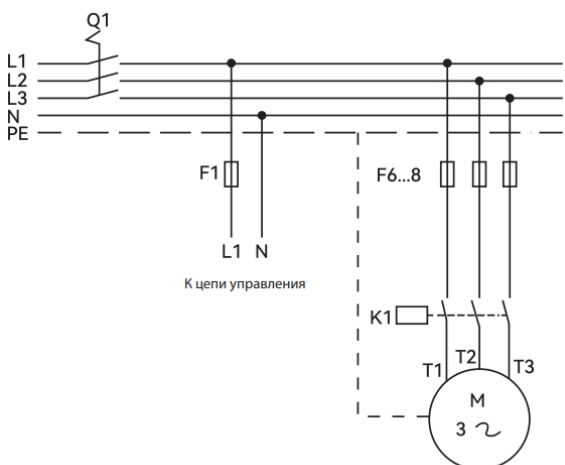 Q1
L1
L2
L3
N
PE
F1
F6...8
L1 N
К цепи управления
K1
T1 T2 T3
M
3